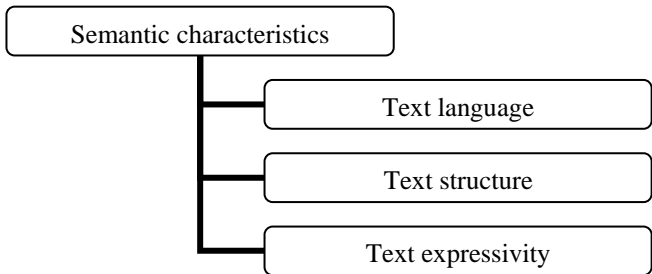 Semantic characteristics
Text language
Text structure
Text expressivity